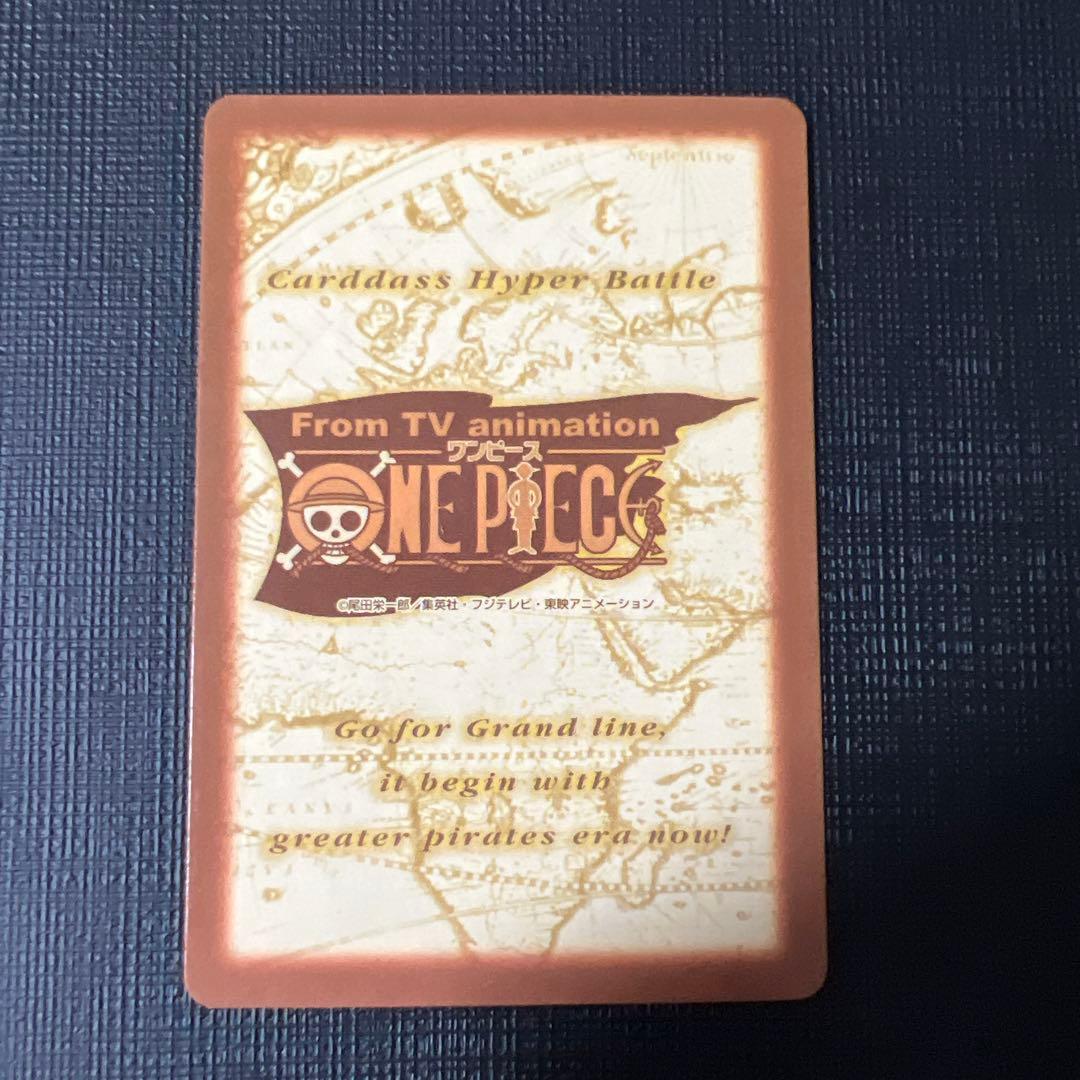 Septentrio
Carddass Hyper Battle
From TV animation
ワンピース
ONE PIECE
©尾田栄一郎/集英社・フジテレビ・東映アニメーション
Go for Grand line,
it begin with
greater pirates era now!